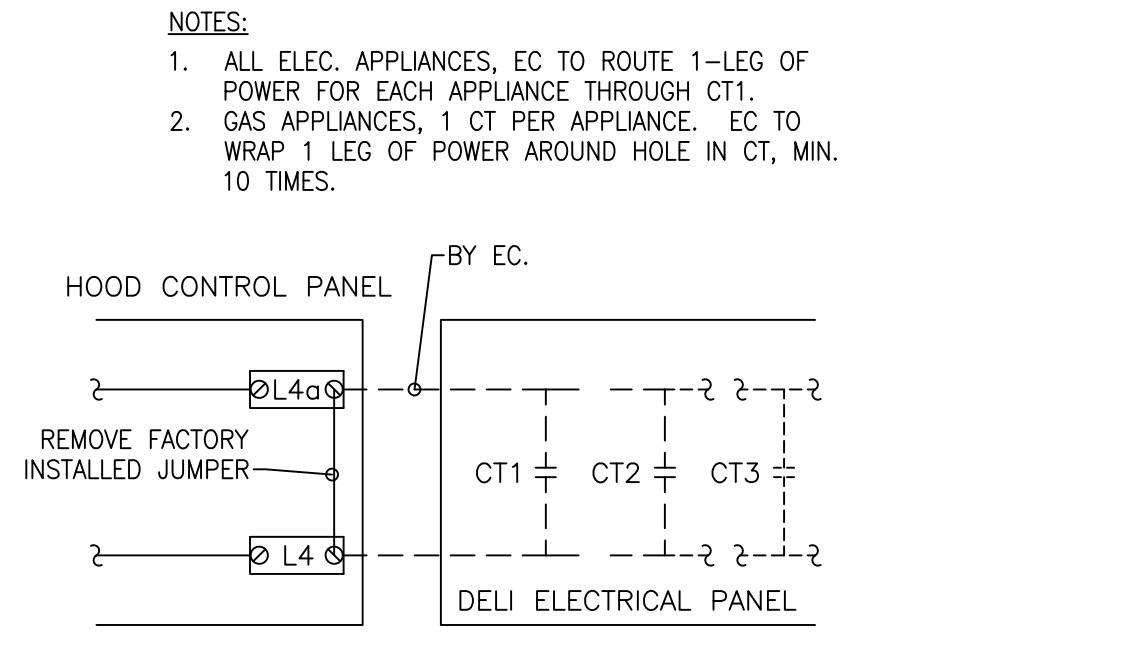 NOTES:
1. ALL ELEC. APPLIANCES, EC TO ROUTE 1-LEG OF
POWER FOR EACH APPLIANCE THROUGH CT1.
2. GAS APPLIANCES, 1 CT PER APPLIANCE. EC TO
WRAP 1 LEG OF POWER AROUND HOLE IN CT, MIN.
10 TIMES.
BY EC.
HOOD CONTROL PANEL
L4a
REMOVE FACTORY
INSTALLED JUMPER
CT1
CT2
CT3
L4
DELI ELECTRICAL PANEL